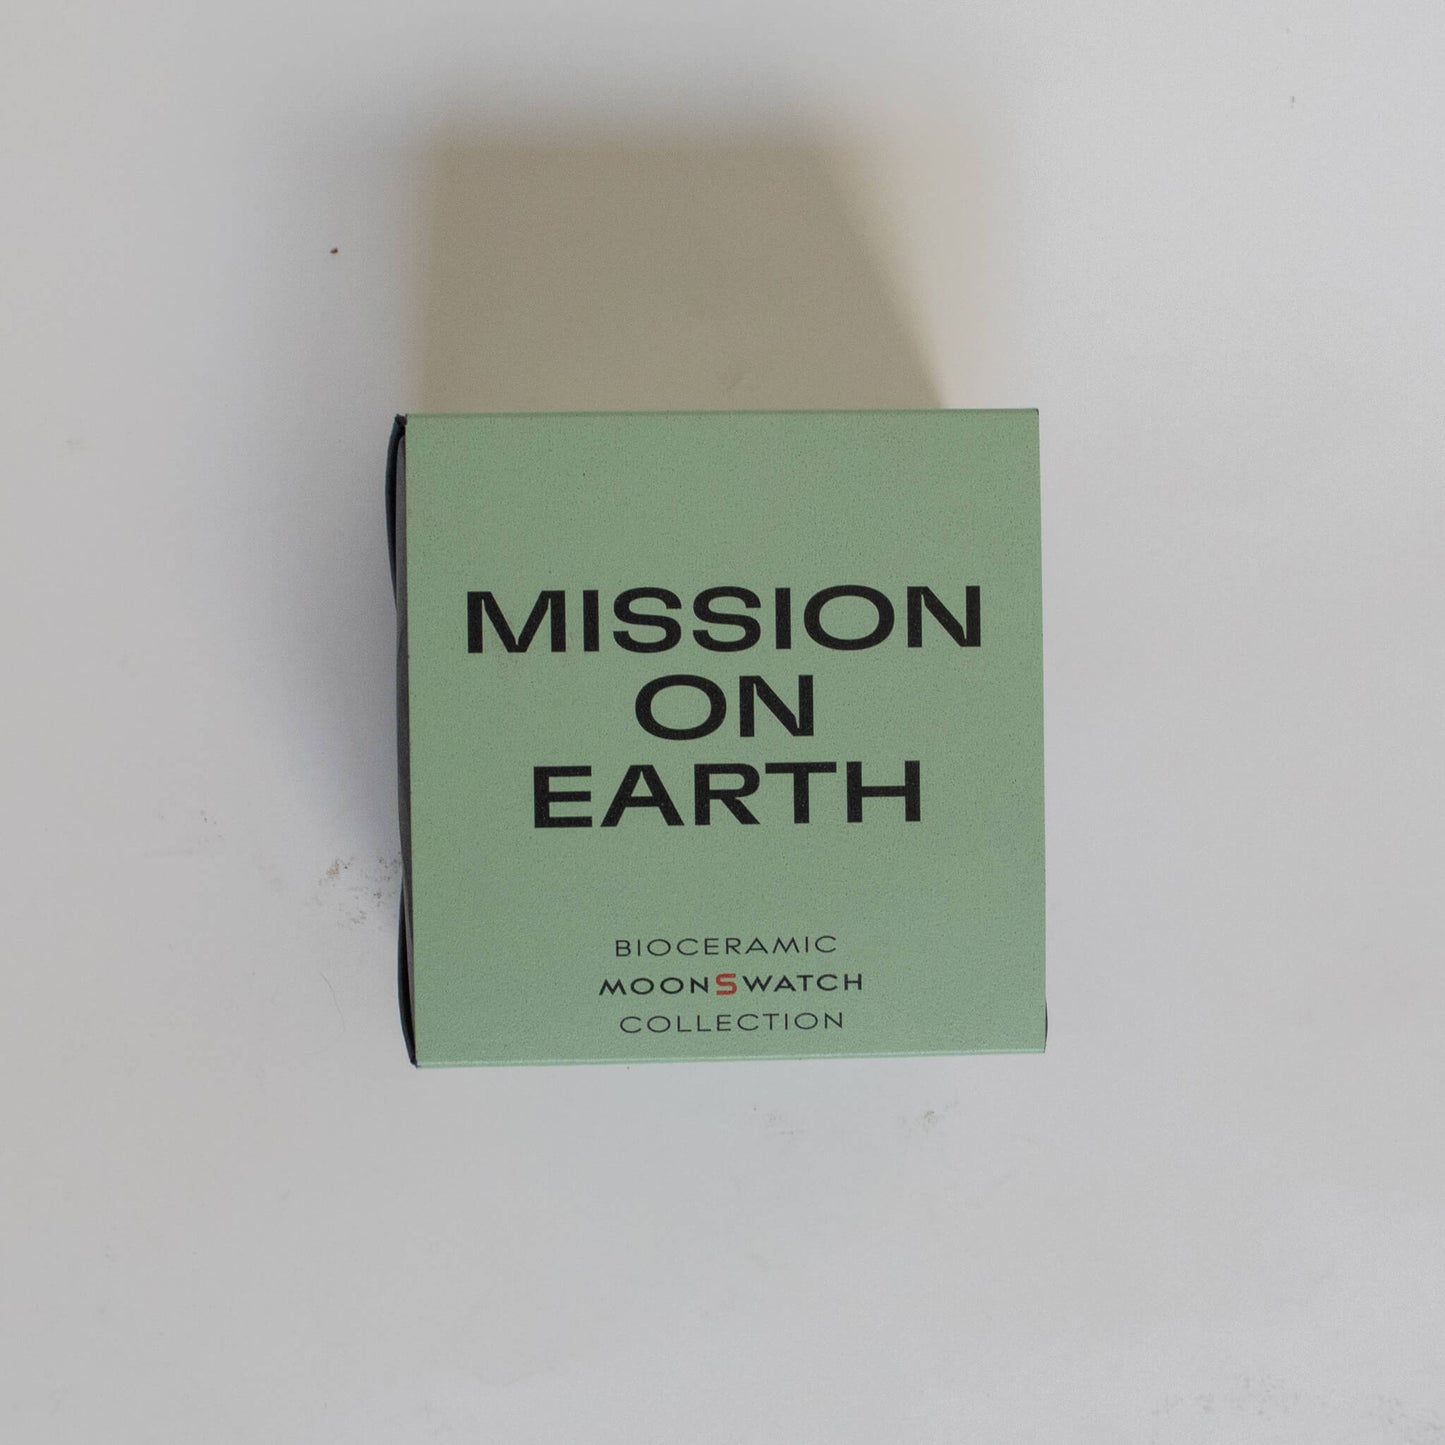 MISSION
ON
EARTH
BIOCERAMIC
MOONSWATCH
COLLECTION